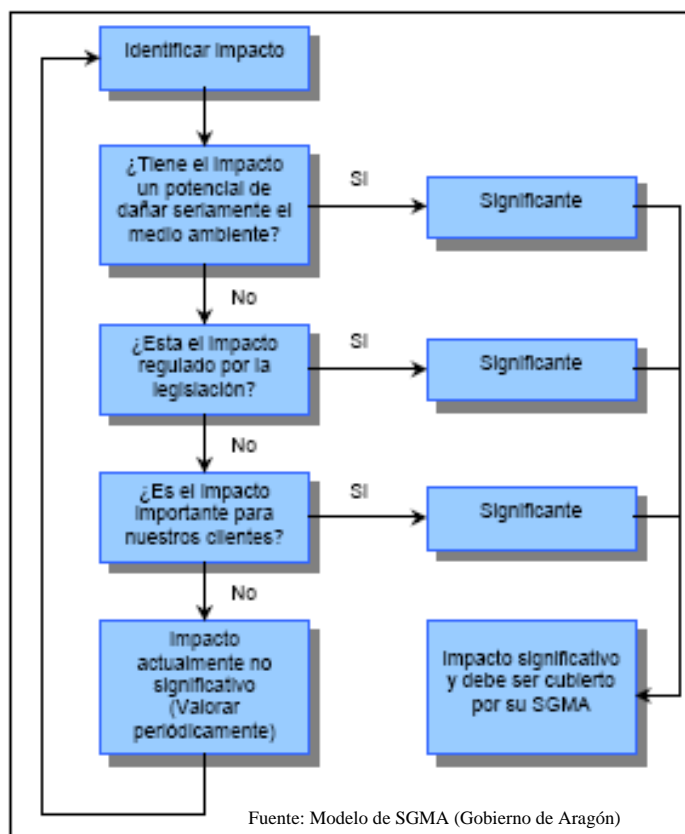 Identificar Impacto
¿Tiene el Impacto
un potencial de
dañar seriamente el
medio ambiente?
SI
Significante
No
¿Esta el Impacto
regulado por la
legislación?
SI
Significante
No
¿Es el Impacto
Importante para
nuestros clientes?
SI
Significante
No
Impacto
actualmente no
significativo
(Valorar
periódicamente)
Impacto significativo
y debe ser cubierto
por su SGMA
Fuente: Modelo de SGMA (Gobierno de Aragón)